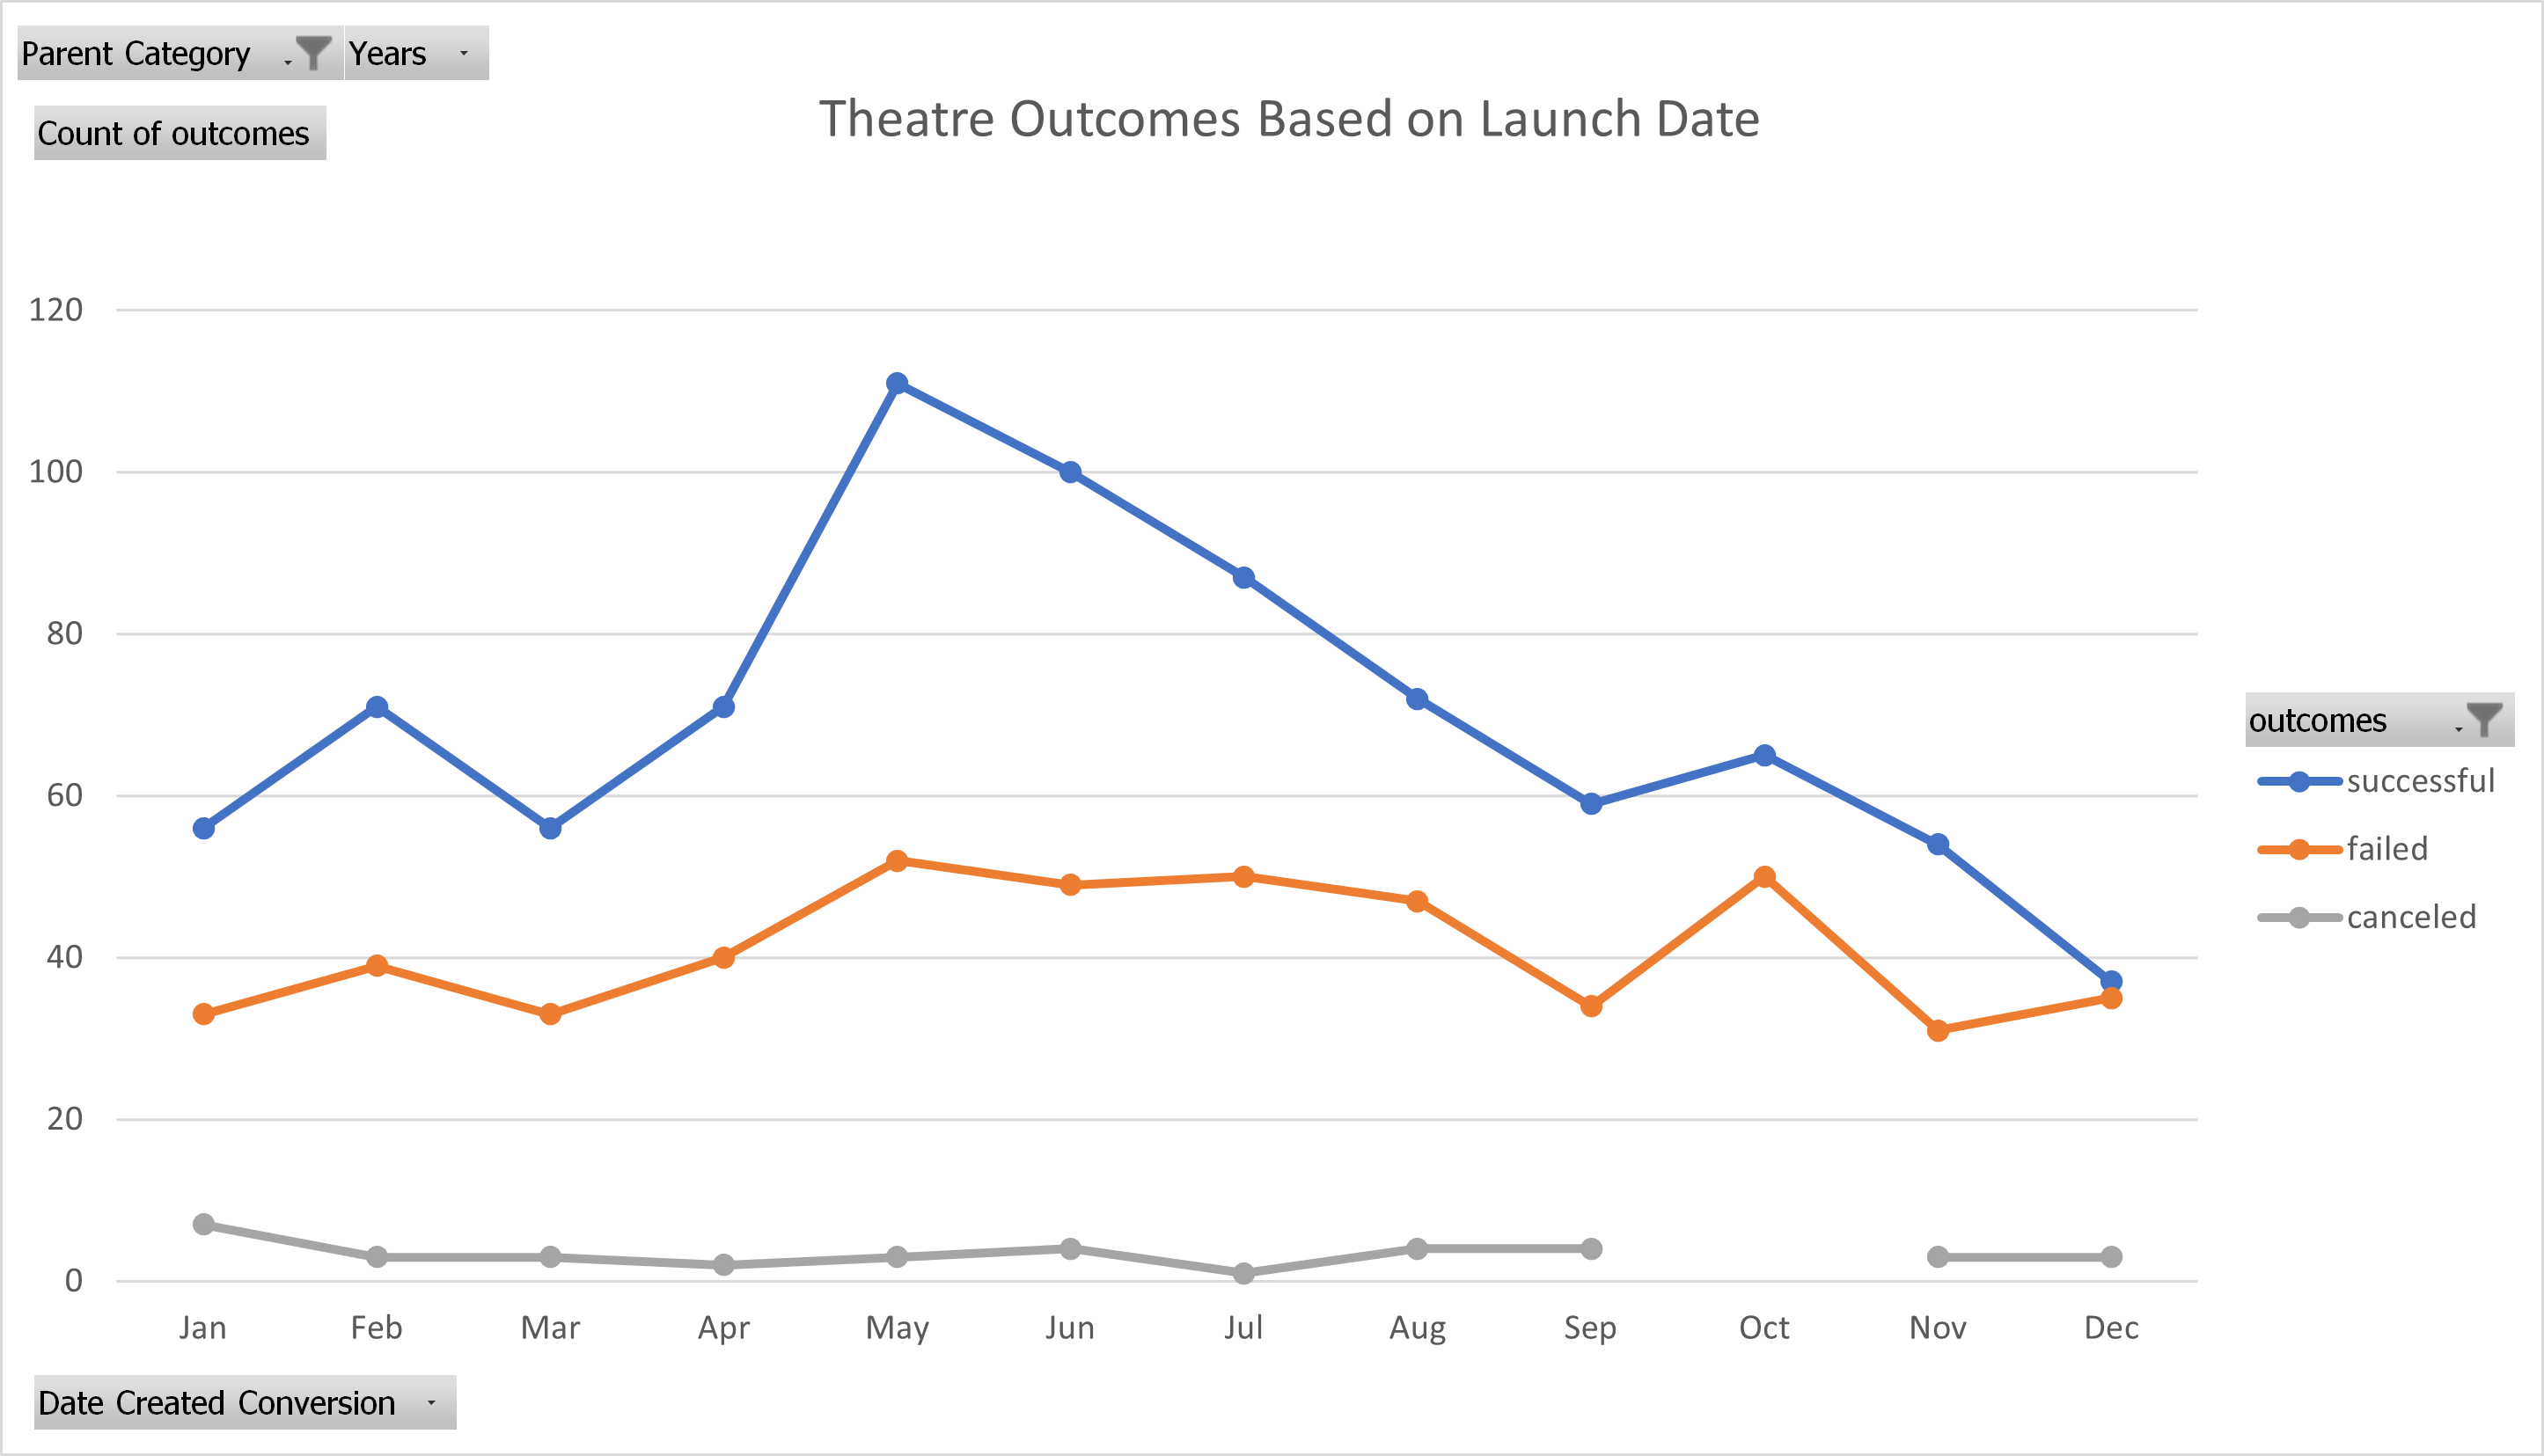 Parent Category Years
Count of outcomes
Theatre Outcomes Based on Launch Date
120
100
80
60
40
20
0
Jan Feb Mar Apr May Jun Jul Aug Sep Oct Nov Dec
outcomes
successful
failed
canceled
Date Created Conversion